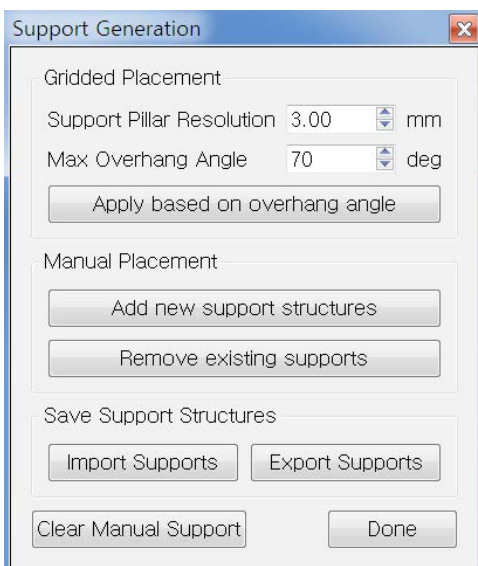 Support Generation
Gridded Placement
Support Pillar Resolution 3.00 mm
Max Overhang Angle 70 deg
Apply based on overhang angle
Manual Placement
Add new support structures
Remove existing supports
Save Support Structures
Import Supports Export Supports
Clear Manual Support Done